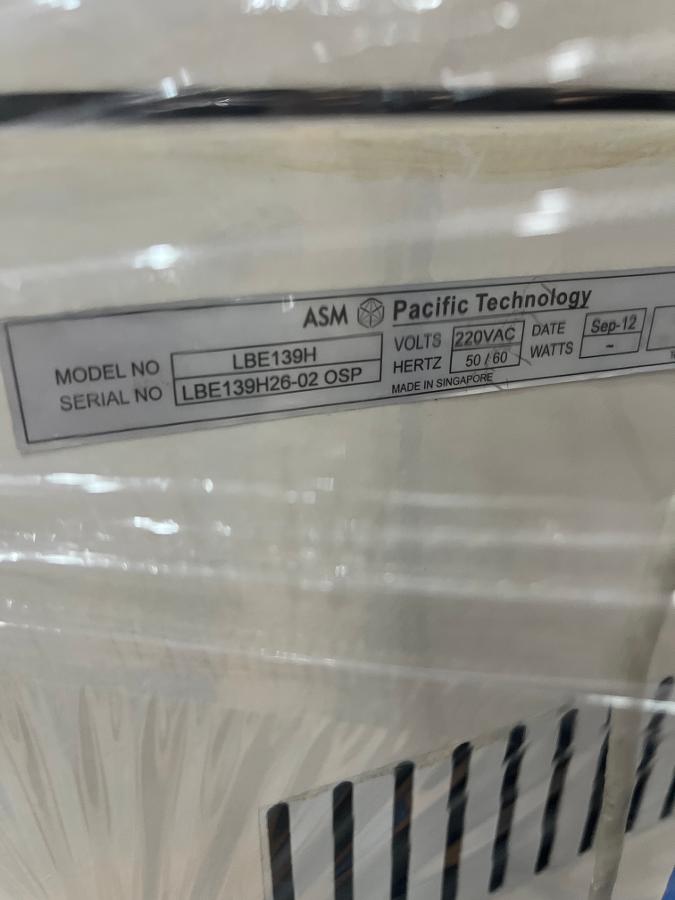 ASM Pacific Technology
MODEL NO LBE139H
SERIAL NO LBE139H26-02 OSP
VOLTS 220VAC DATE Sep-12
HERTZ 50 / 60 WATTS ~
MADE IN SINGAPORE